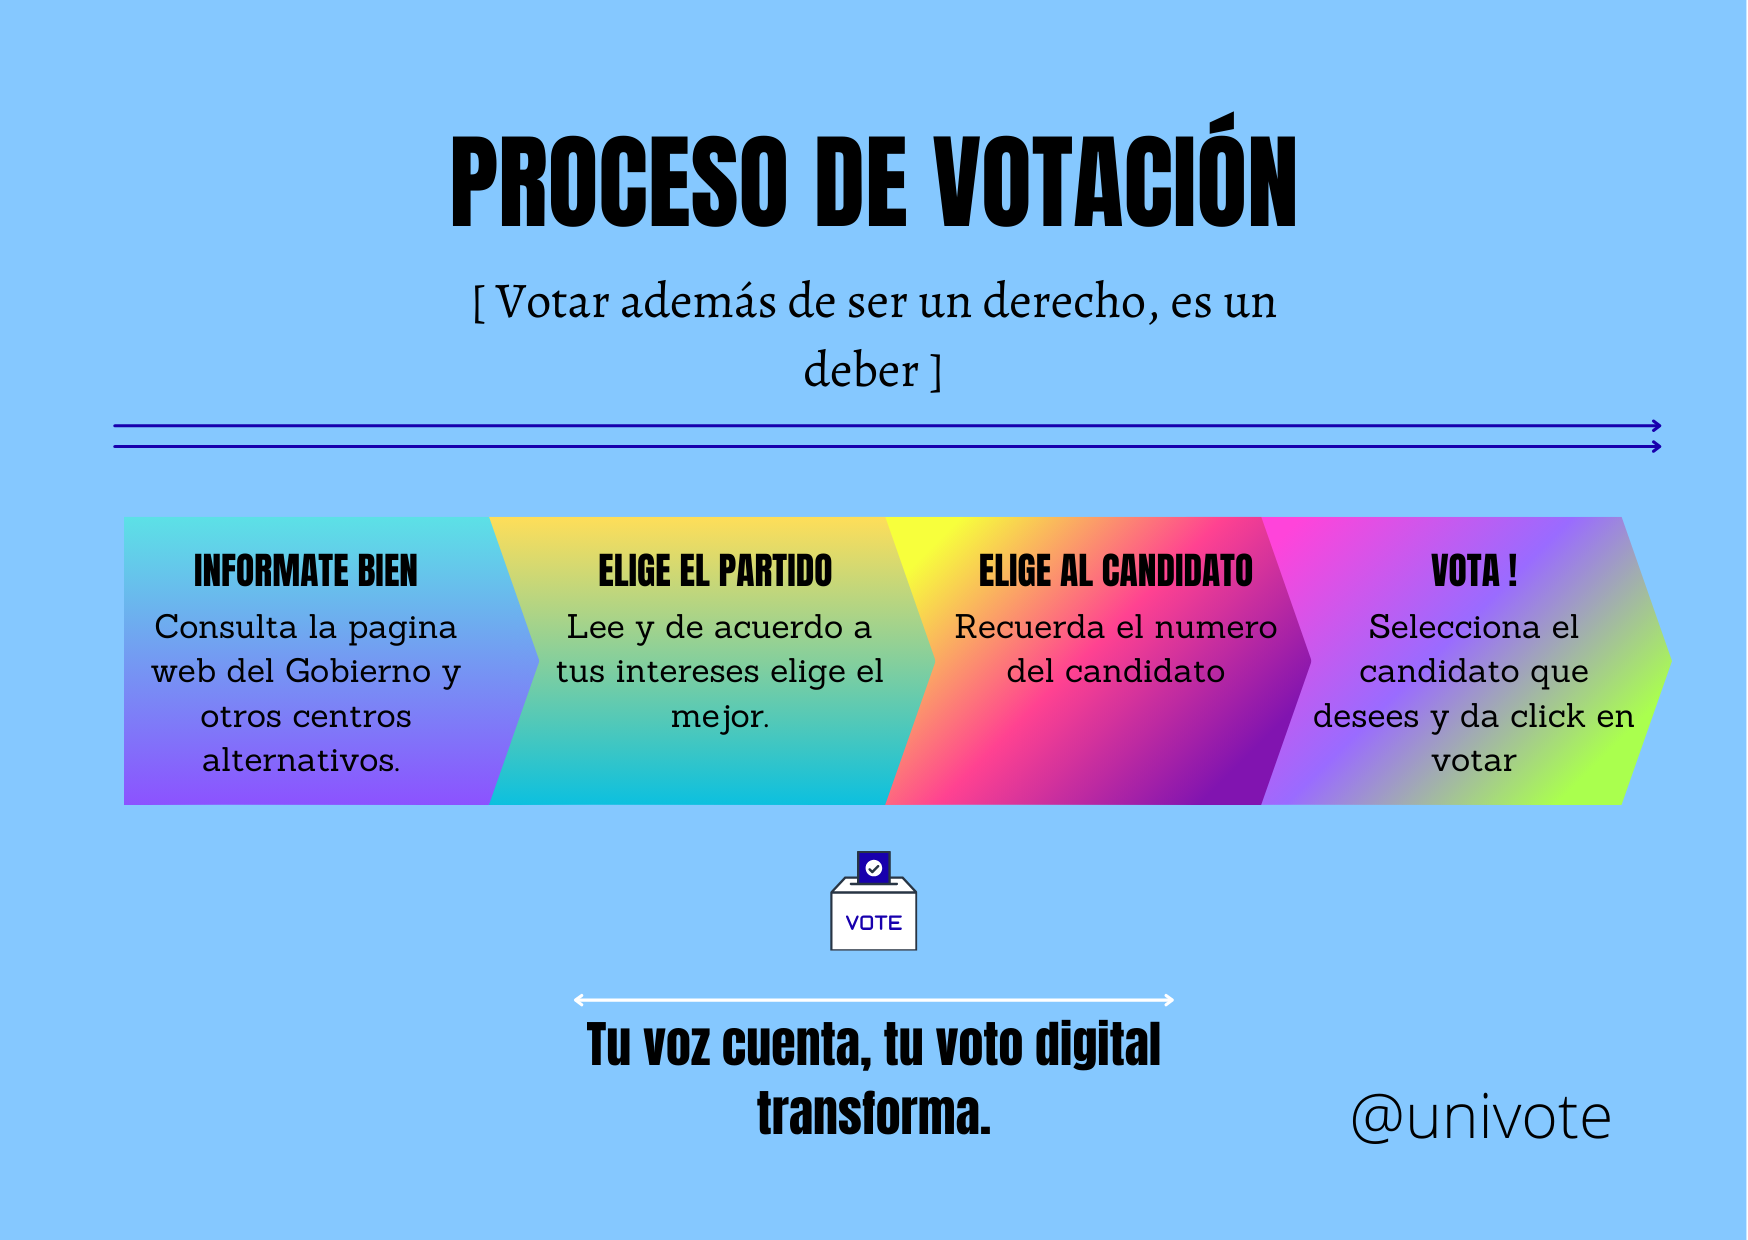 PROCESO DE VOTACIÓN
[ Votar además de ser un derecho, es un
deber ]
INFORMATE BIEN
Consulta la pagina
web del Gobierno y
otros centros
alternativos.
ELIGE EL PARTIDO
Lee y de acuerdo a
tus intereses elige el
mejor.
ELIGE AL CANDIDATO
Recuerda el numero
del candidato
VOTA !
Selecciona el
candidato que
desees y da click en
votar
VOTE
Tu voz cuenta, tu voto digital
transforma.
@univote